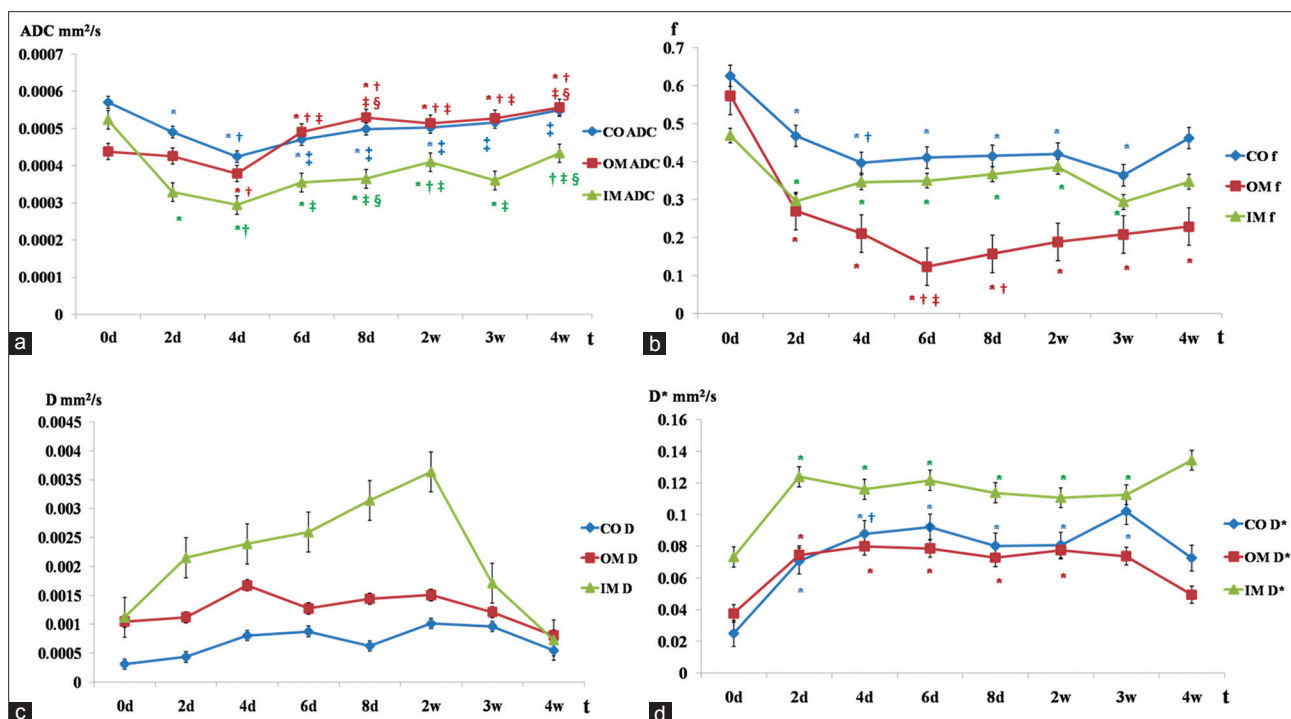 ADC mm²/s
0.0007
0.0006
0.0005
0.0004
0.0003
0.0002
0.0001
0
* * † * ‡ * ‡ * ‡ ‡ ‡
* † * † ‡ * † ‡ § * † ‡ * † ‡ * † ‡ §
* * † * ‡ * ‡ § * † ‡ * ‡ † ‡ §
0d 2d 4d 6d 8d 2w 3w 4w t
CO ADC
OM ADC
IM ADC
a
f
0.7
0.6
0.5
0.4
0.3
0.2
0.1
0
* * † * * * *
* * * * * *
* * * † ‡ * † * * *
0d 2d 4d 6d 8d 2w 3w 4w t
CO f
OM f
IM f
b
D mm²/s
0.0045
0.004
0.0035
0.003
0.0025
0.002
0.0015
0.001
0.0005
0
0d 2d 4d 6d 8d 2w 3w 4w t
CO D
OM D
IM D
c
D* mm²/s
0.16
0.14
0.12
0.1
0.08
0.06
0.04
0.02
0
* * * * * *
* * † * * * *
* * * * *
0d 2d 4d 6d 8d 2w 3w 4w t
CO D*
OM D*
IM D*
d